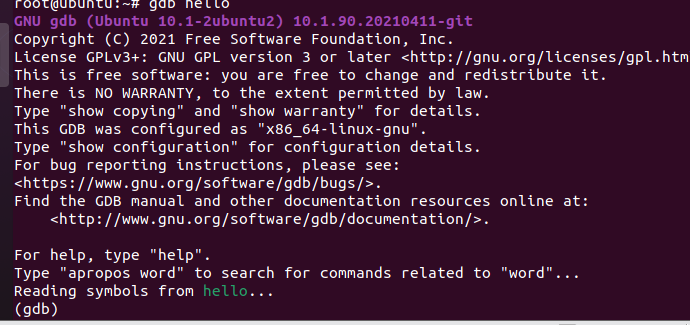 root@ubuntu:~# gdb hello
GNU gdb (Ubuntu 10.1-2ubuntu2) 10.1.90.20210411-git
Copyright (C) 2021 Free Software Foundation, Inc.
License GPLv3+: GNU GPL version 3 or later <http://gnu.org/licenses/gpl.htm
This is free software: you are free to change and redistribute it.
There is NO WARRANTY, to the extent permitted by law.
Type "show copying" and "show warranty" for details.
This GDB was configured as "x86_64-linux-gnu".
Type "show configuration" for configuration details.
For bug reporting instructions, please see:
<https://www.gnu.org/software/gdb/bugs/>.
Find the GDB manual and other documentation resources online at:
    <http://www.gnu.org/software/gdb/documentation/>.
For help, type "help".
Type "apropos word" to search for commands related to "word"...
Reading symbols from hello...
(gdb)